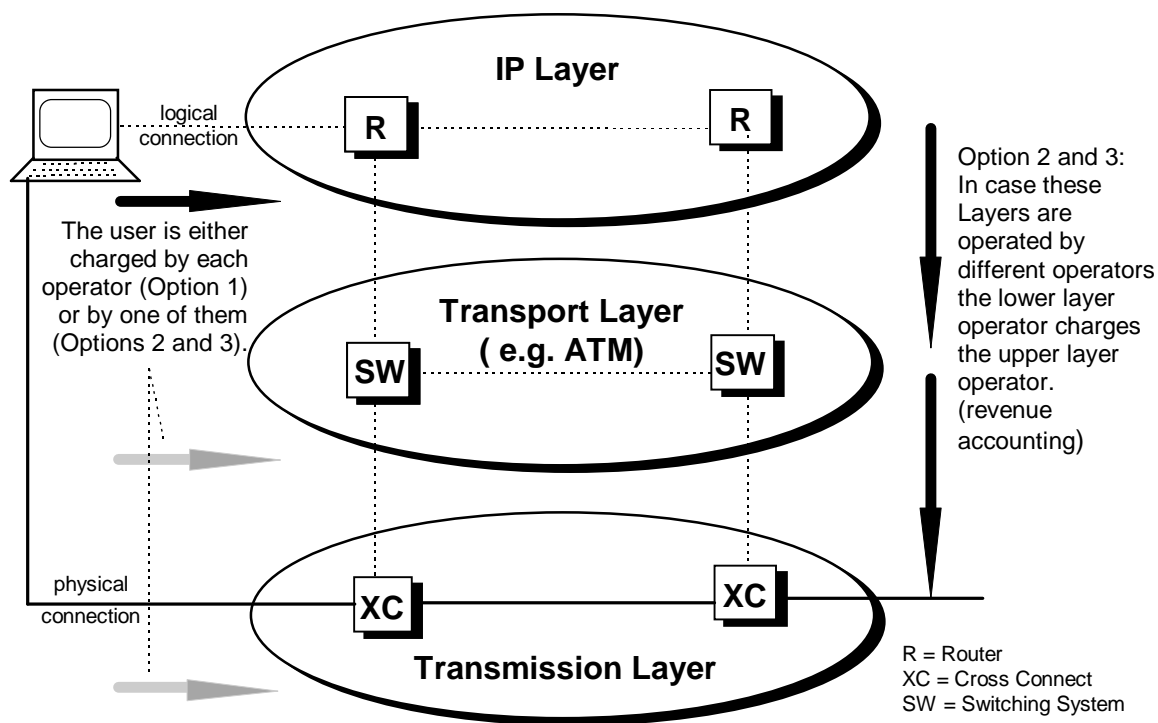 IP Layer
R
R
logical
connection
The user is either
charged by each
operator (Option 1)
or by one of them
(Options 2 and 3).
Option 2 and 3:
In case these
Layers are
operated by
different operators
the lower layer
operator charges
the upper layer
operator.
(revenue
accounting)
Transport Layer
( e.g. ATM)
SW
SW
physical
connection
XC
XC
Transmission Layer
R = Router
XC = Cross Connect
SW = Switching System